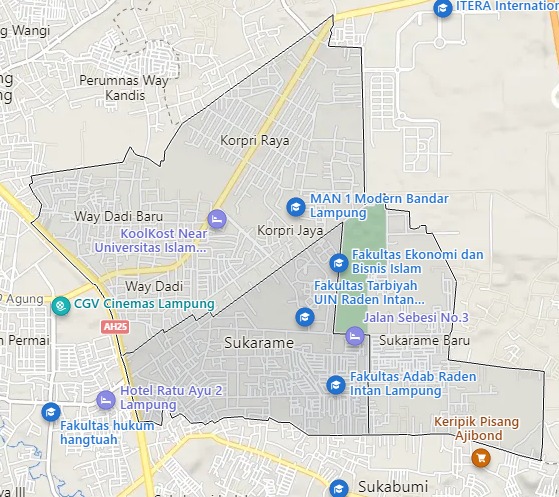 ITERA Internation
g Wangi
Perumnas Way
Kandis
ng
ng
Korpri Raya
MAN 1 Modern Bandar
Lampung
Way Dadi Baru
KoolKost Near
Universitas Islam...
Korpri Jaya
Fakultas Ekonomi dan
Bisnis Islam
Way Dadi
Fakultas Tarbiyah
UIN Raden Intan...
Agung
CGV Cinemas Lampung
Jalan Sebesi No.3
AH25
n Permai
Sukarame
Sukarame Baru
Fakultas Adab Raden
Intan Lampung
Hotel Ratu Ayu 2
Lampung
Fakultas hukum
hangtuah
Keripik Pisang
Ajibond
Sukabumi